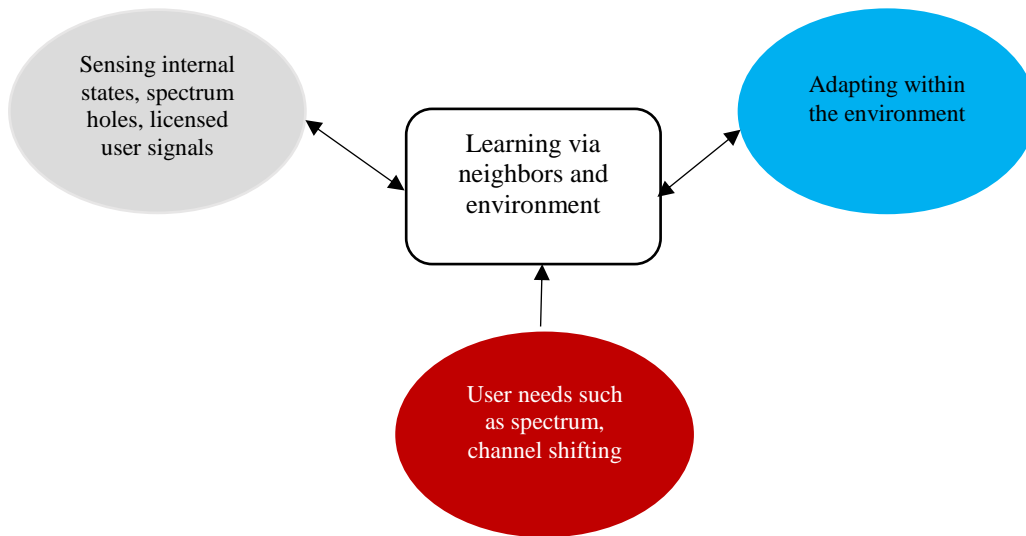 Sensing internal
states, spectrum
holes, licensed
user signals
Learning via
neighbors and
environment
Adapting within
the environment
User needs such
as spectrum,
channel shifting